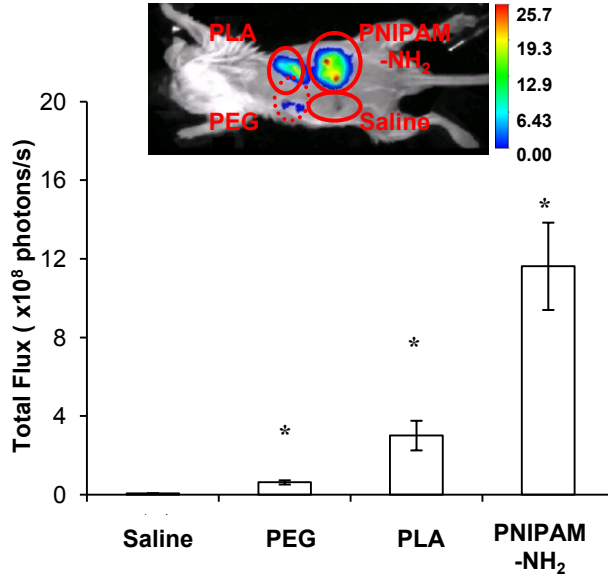 PLA
PNIPAM
-NH₂
PEG
Saline
25.7
19.3
12.9
6.43
0.00
Total Flux ( x10⁸ photons/s)
20
16
12
8
4
0
*
*
*
Saline
PEG
PLA
PNIPAM
-NH₂